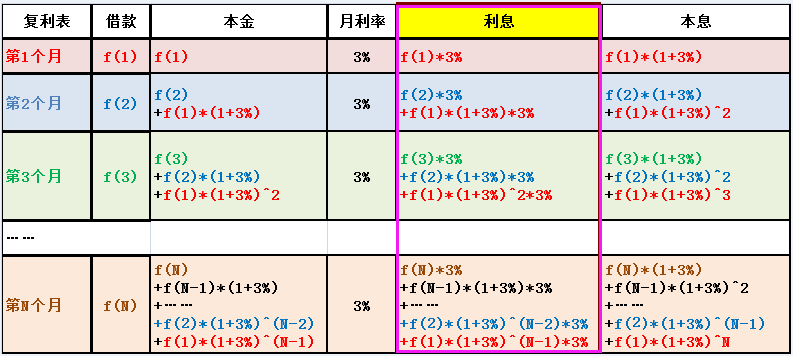 复利表 借款 本金 月利率 利息 本息
第1个月 f(1) f(1) 3% f(1)*3% f(1)*(1+3%)
第2个月 f(2) f(2) 3% f(2)*3% f(2)*(1+3%)
+f(1)*(1+3%) +f(1)*(1+3%)*3% +f(1)*(1+3%)^2
第3个月 f(3) f(3) 3% f(3)*3% f(3)*(1+3%)
+f(2)*(1+3%) +f(2)*(1+3%)*3% +f(2)*(1+3%)^2
+f(1)*(1+3%)^2 +f(1)*(1+3%)^2*3% +f(1)*(1+3%)^3
……
第N个月 f(N) f(N) 3% f(N)*3% f(N)*(1+3%)
+f(N-1)*(1+3%) +f(N-1)*(1+3%)*3% +f(N-1)*(1+3%)^2
+…… +…… +……
+f(2)*(1+3%)^(N-2) +f(2)*(1+3%)^(N-2)*3% +f(2)*(1+3%)^(N-1)
+f(1)*(1+3%)^(N-1) +f(1)*(1+3%)^(N-1)*3% +f(1)*(1+3%)^N